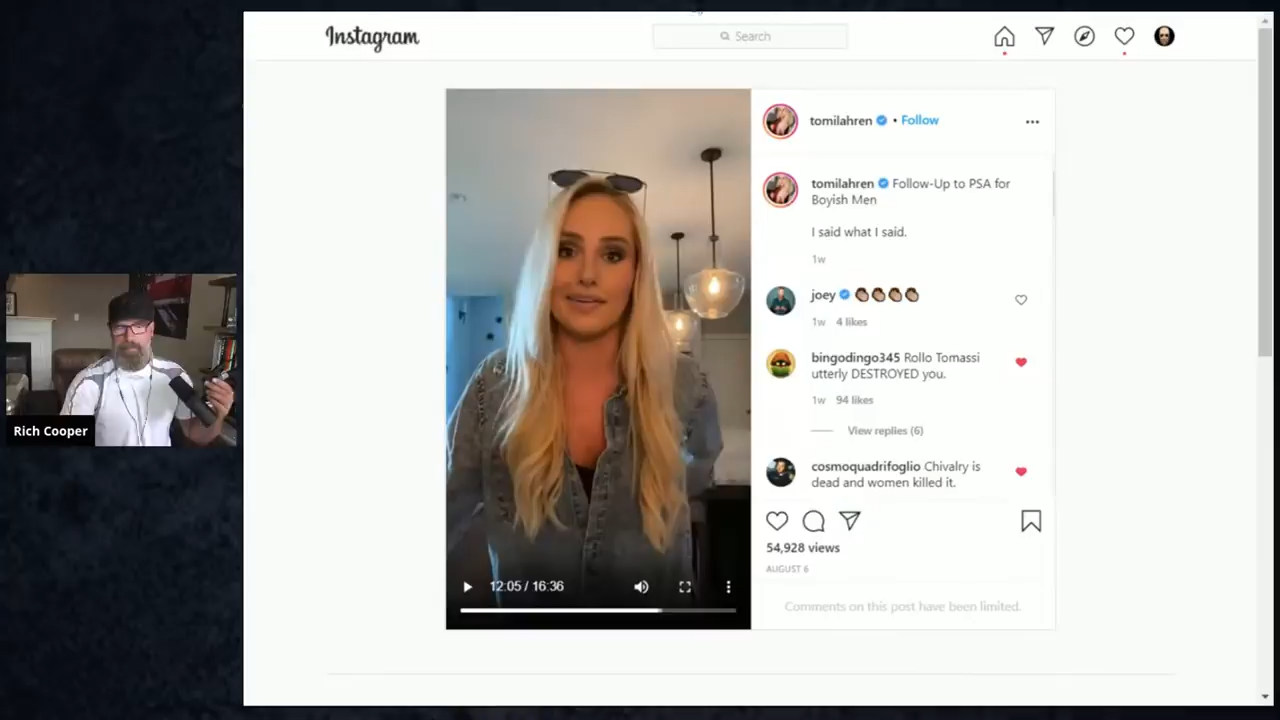 Instagram
Search
tomilahren • Follow
tomilahren Follow-Up to PSA for
Boyish Men
I said what I said.
1w
joey
1w 4 likes
bingodingo345 Rollo Tomassi
utterly DESTROYED you.
1w 94 likes
View replies (6)
cosmoquadrifoglio Chivalry is
dead and women killed it.
54,928 views
AUGUST 6
Comments on this post have been limited.
12:05 / 16:36
Rich Cooper